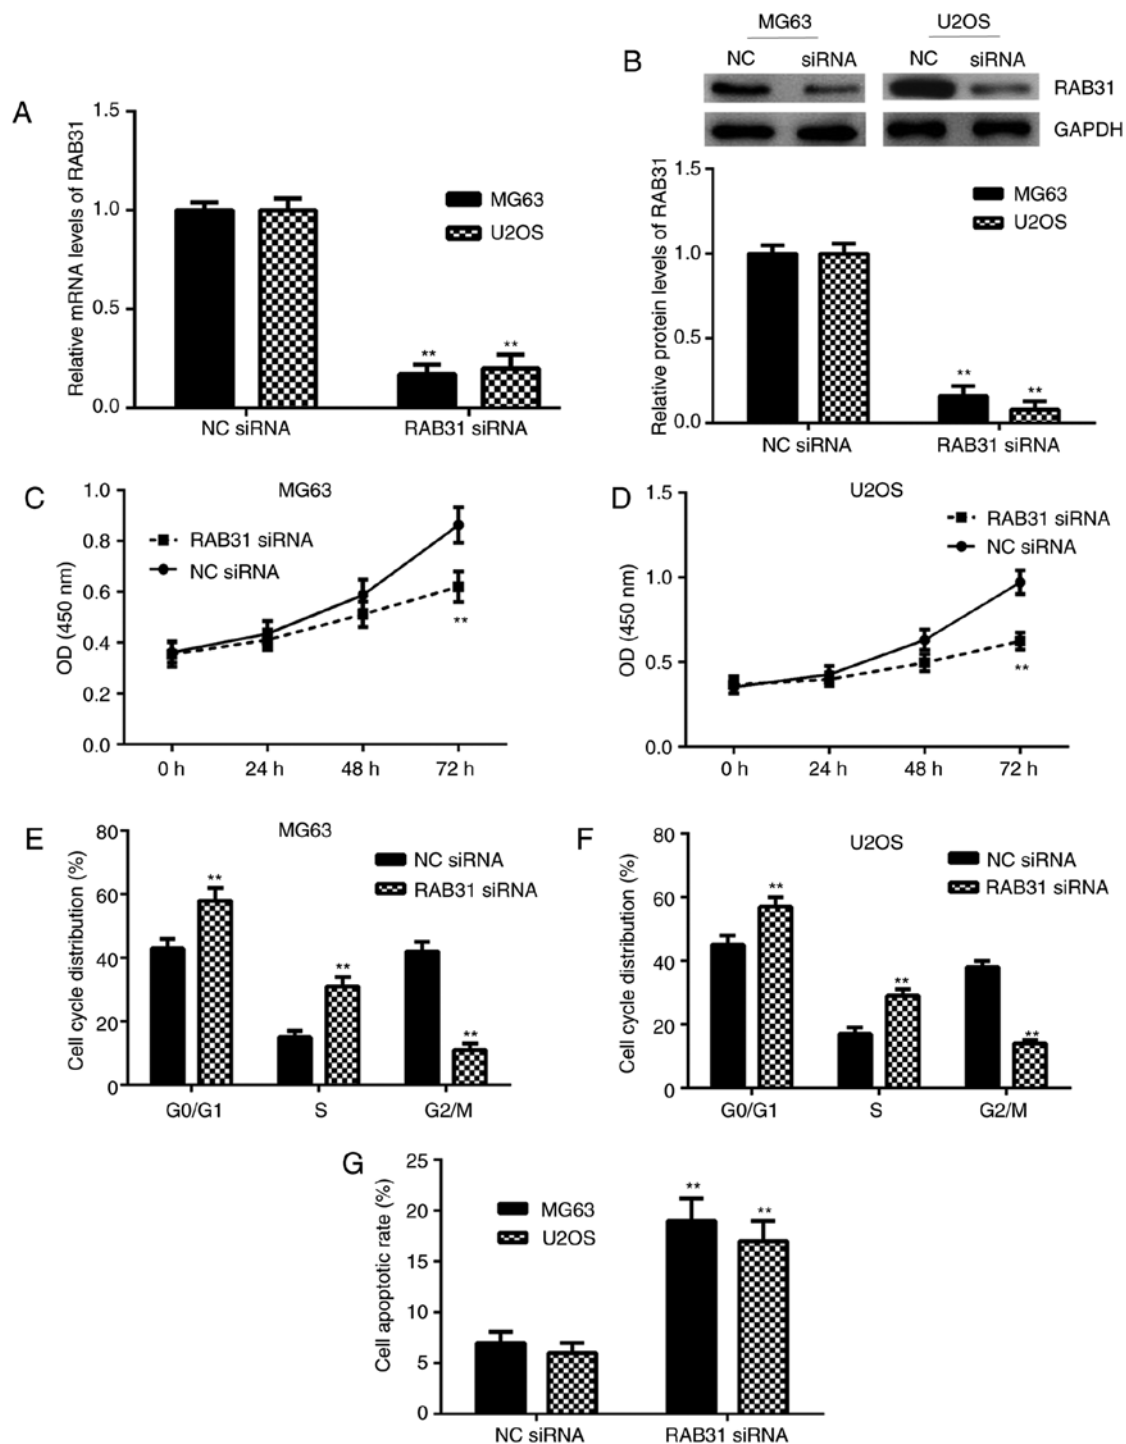 A
Relative mRNA levels of RAB31
1.5
1.0
0.5
0.0
MG63
U2OS
**
**
NC siRNA
RAB31 siRNA
B
MG63
U2OS
NC
siRNA
NC
siRNA
RAB31
GAPDH
Relative protein levels of RAB31
1.5
1.0
0.5
0.0
MG63
U2OS
**
**
NC siRNA
RAB31 siRNA
C
MG63
OD (450 nm)
1.0
0.8
0.6
0.4
0.2
0.0
RAB31 siRNA
NC siRNA
**
0 h
24 h
48 h
72 h
D
U2OS
OD (450 nm)
1.5
1.0
0.5
0.0
RAB31 siRNA
NC siRNA
**
0 h
24 h
48 h
72 h
E
MG63
Cell cycle distribution (%)
80
60
40
20
0
NC siRNA
RAB31 siRNA
**
**
**
G0/G1
S
G2/M
F
U2OS
Cell cycle distribution (%)
80
60
40
20
0
NC siRNA
RAB31 siRNA
**
**
**
G0/G1
S
G2/M
G
Cell apoptotic rate (%)
25
20
15
10
5
0
MG63
U2OS
**
**
NC siRNA
RAB31 siRNA